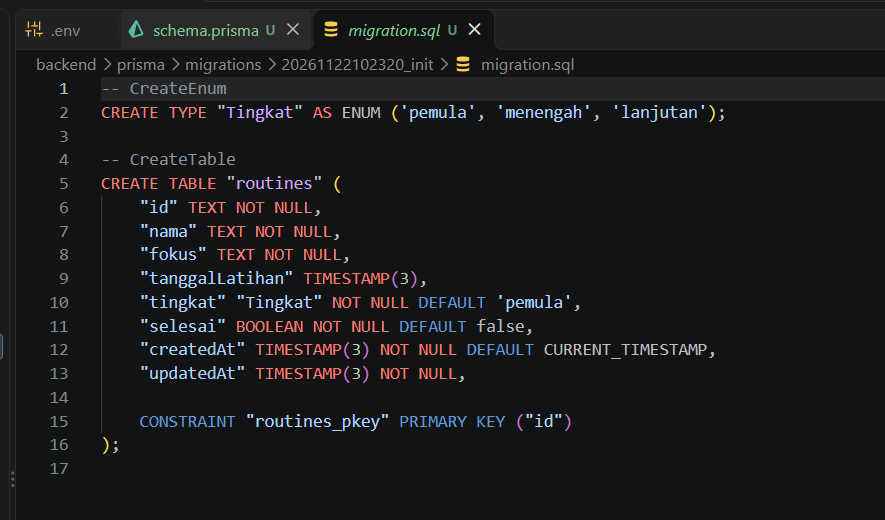 .env schema.prisma U migration.sql U
backend prisma migrations 20261122102320_init migration.sql
1 -- CreateEnum
2 CREATE TYPE "Tingkat" AS ENUM ('pemula', 'menengah', 'lanjutan');
3
4 -- CreateTable
5 CREATE TABLE "routines" (
6 "id" TEXT NOT NULL,
7 "nama" TEXT NOT NULL,
8 "fokus" TEXT NOT NULL,
9 "tanggalLatihan" TIMESTAMP(3),
10 "tingkat" "Tingkat" NOT NULL DEFAULT 'pemula',
11 "selesai" BOOLEAN NOT NULL DEFAULT false,
12 "createdAt" TIMESTAMP(3) NOT NULL DEFAULT CURRENT_TIMESTAMP,
13 "updatedAt" TIMESTAMP(3) NOT NULL,
14
15 CONSTRAINT "routines_pkey" PRIMARY KEY ("id")
16 );
17